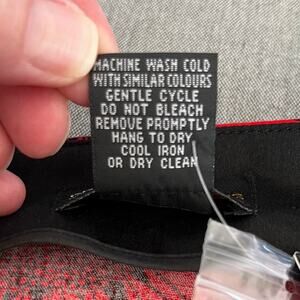 MACHINE WASH COLD
WITH SIMILAR COLOURS
GENTLE CYCLE
DO NOT BLEACH
REMOVE PROMPTLY
HANG TO DRY
COOL IRON
OR DRY CLEAN